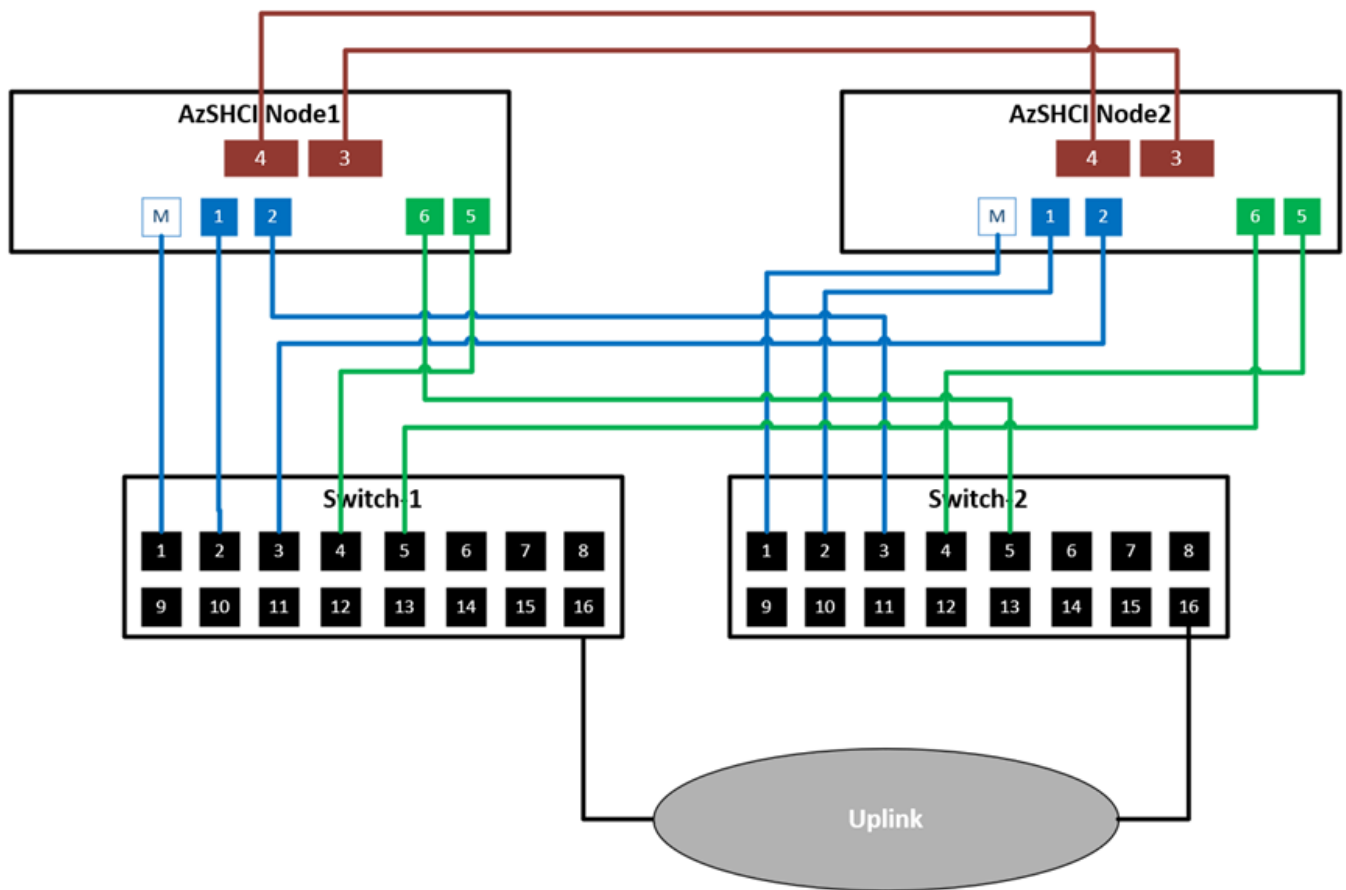 AzSHCI Node1
AzSHCI Node2
4 3
4 3
M 1 2 6 5
M 1 2 6 5
Switch-1
Switch-2
1 2 3 4 5 6 7 8
1 2 3 4 5 6 7 8
9 10 11 12 13 14 15 16
9 10 11 12 13 14 15 16
Uplink